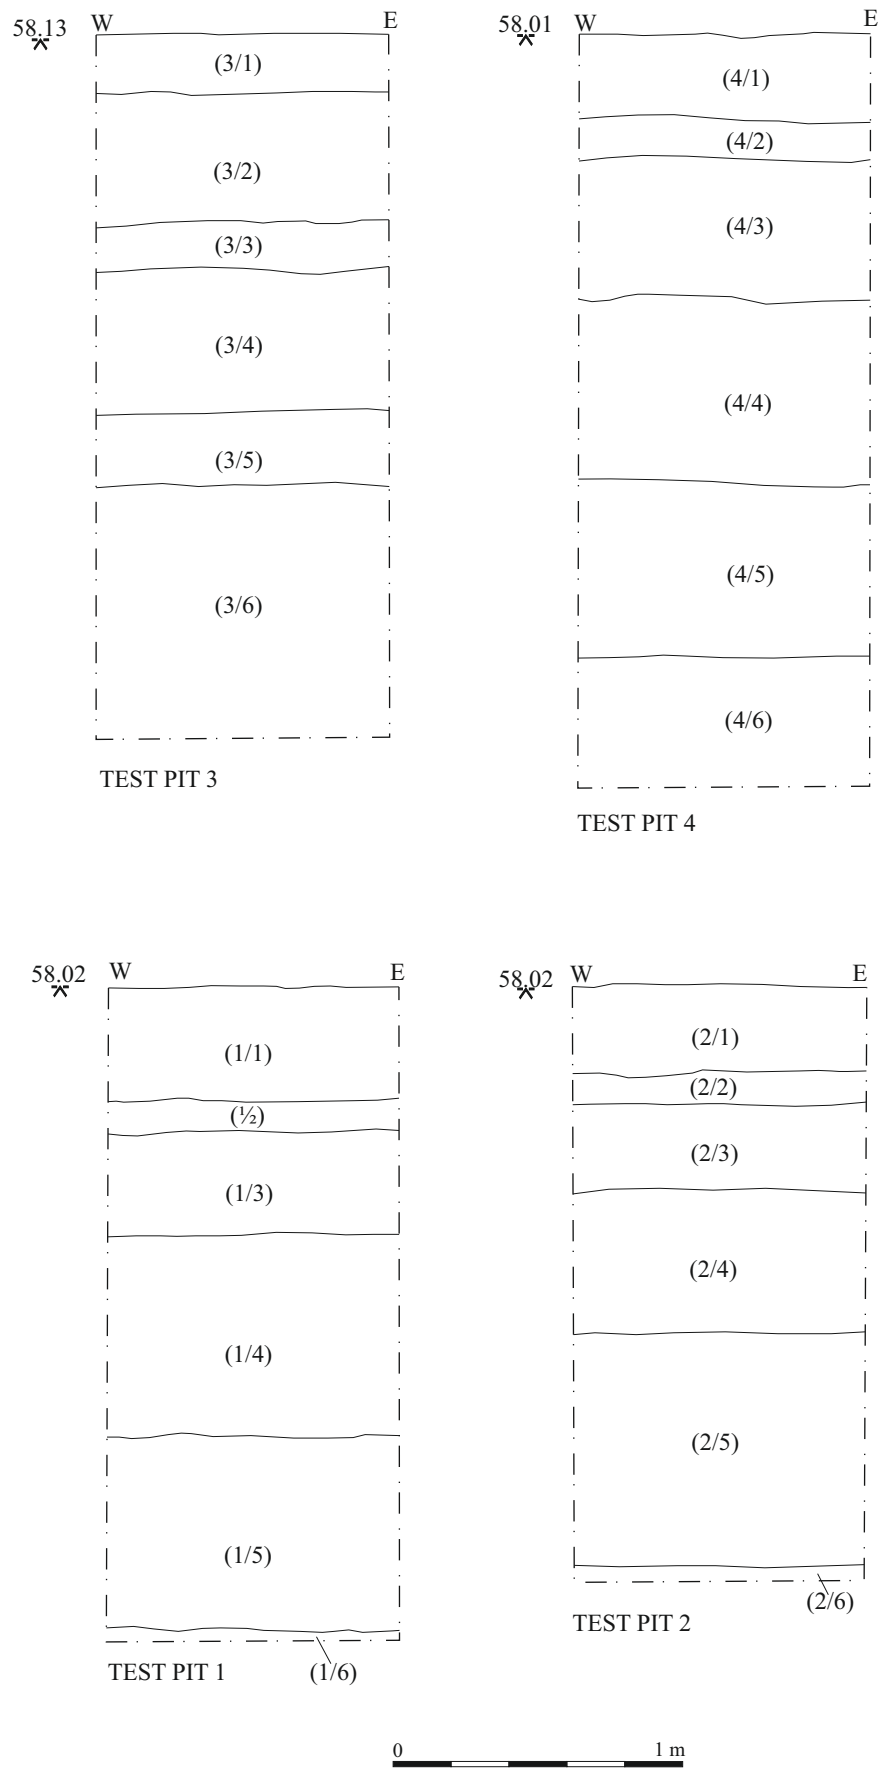 58.13 W E
(3/1)
(3/2)
(3/3)
(3/4)
(3/5)
(3/6)
TEST PIT 3
58.01 W E
(4/1)
(4/2)
(4/3)
(4/4)
(4/5)
(4/6)
TEST PIT 4
58.02 W E
(1/1)
(½)
(1/3)
(1/4)
(1/5)
(1/6)
TEST PIT 1
58.02 W E
(2/1)
(2/2)
(2/3)
(2/4)
(2/5)
(2/6)
TEST PIT 2
0 1 m